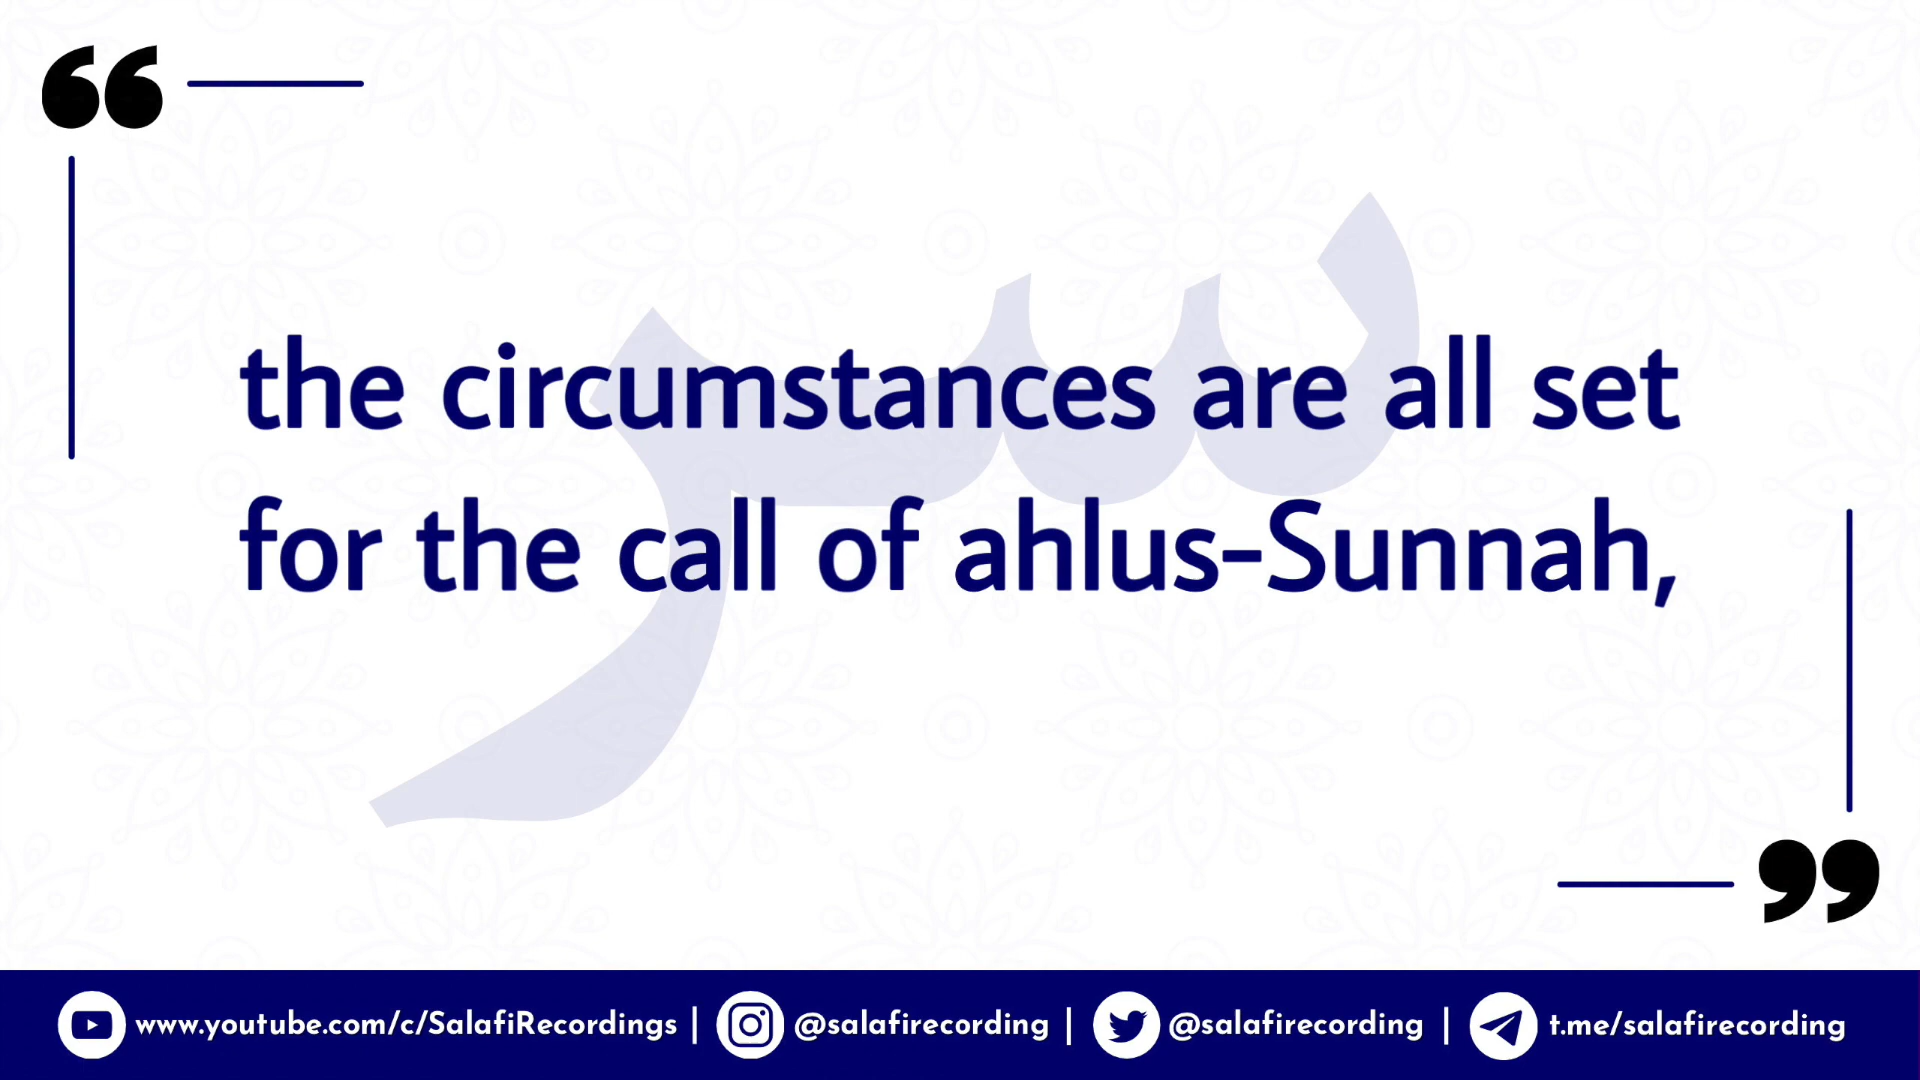 the circumstances are all set
for the call of ahlus-Sunnah,
سر
www.youtube.com/c/SalafiRecordings | @salafirecording | @salafirecording | t.me/salafirecording